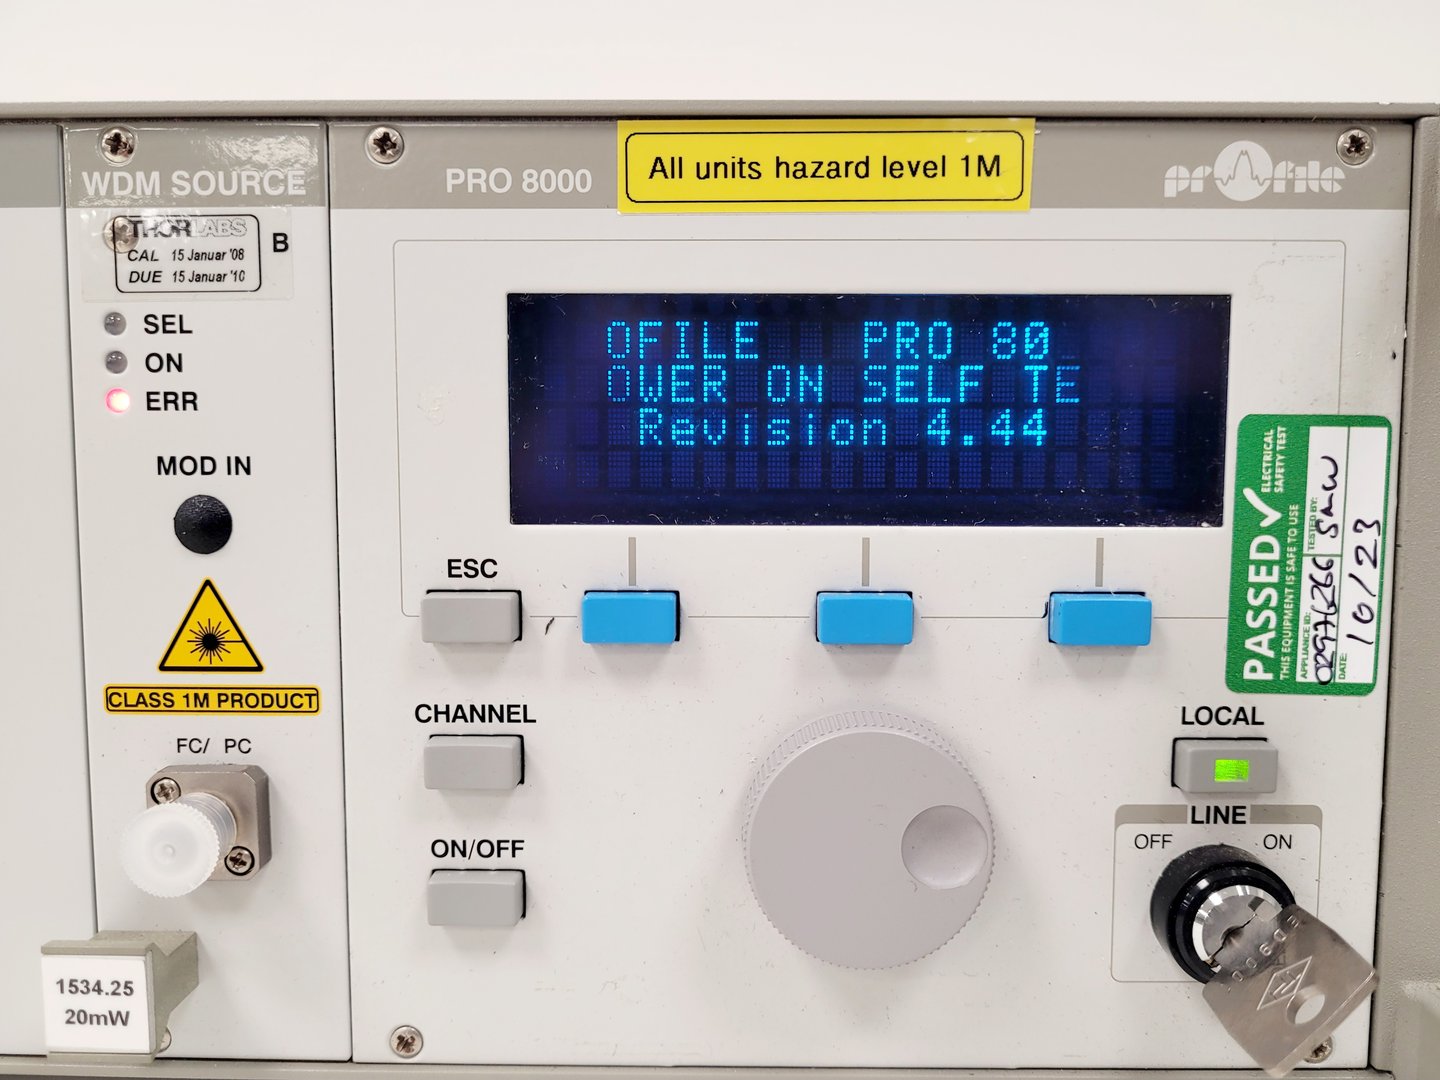 WDM SOURCE
THORLABS
CAL 15 Januar '08
DUE 15 Januar '10
B
SEL
ON
ERR
MOD IN
CLASS 1M PRODUCT
FC/ PC
1534.25
20mW
PRO 8000
All units hazard level 1M
profile
OFILE PRO 80
OWER ON SELF TE
Revision 4.44
ESC
CHANNEL
ON/OFF
LOCAL
LINE
OFF
ON
PASSED
ELECTRICAL
SAFETY TEST
THIS EQUIPMENT IS SAFE TO USE
APPLIANCE ID:
TESTED BY:
DATE:
10/23